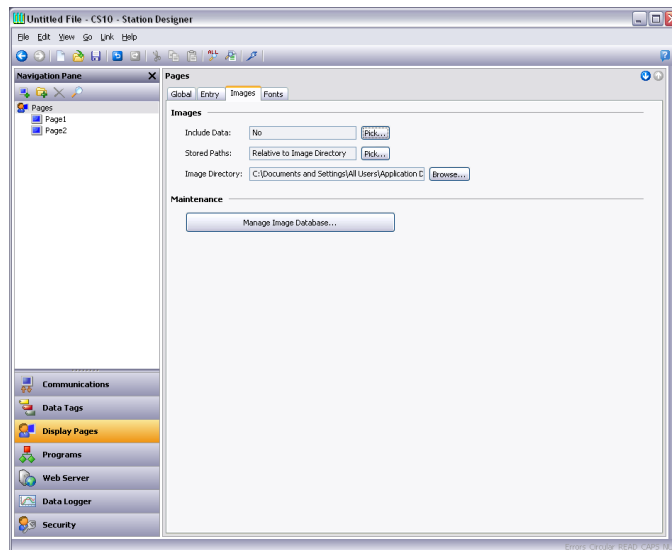 Untitled File - CS10 - Station Designer
File Edit View Go Link Help
Navigation Pane
Pages
Page1
Page2
Communications
Data Tags
Display Pages
Programs
Web Server
Data Logger
Security
Pages
Global Entry Images Fonts
Images
Include Data: No Pick...
Stored Paths: Relative to Image Directory Pick...
Image Directory: C:\Documents and Settings\All Users\Application D Browse...
Maintenance
Manage Image Database...
Errors Circular READ CAPS